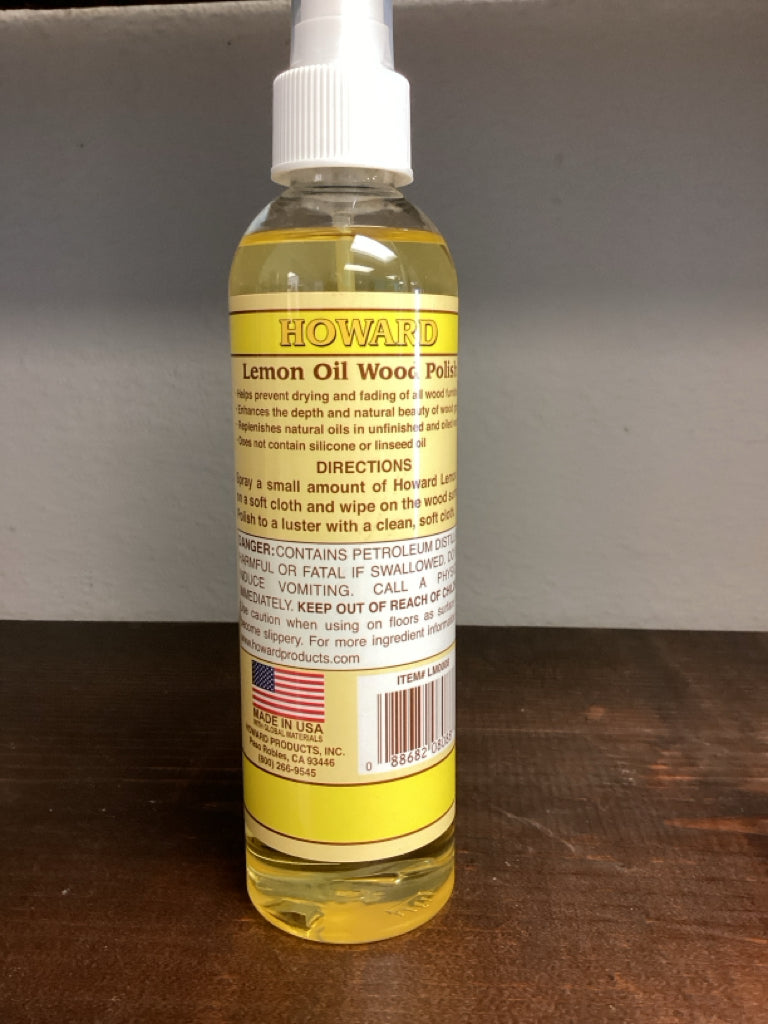 HOWARD
Lemon Oil Wood Polish
Helps prevent drying and fading of all wood
Enhances the depth and natural beauty of wood
Replenishes natural oils in unfinished and oiled
Does not contain silicone or linseed oil
DIRECTIONS
Spray a small amount of Howard Lemon
on a soft cloth and wipe on the wood
Polish to a luster with a clean, soft cloth.
DANGER: CONTAINS PETROLEUM
HARMFUL OR FATAL IF SWALLOWED.
INDUCE VOMITING. CALL A
IMMEDIATELY. KEEP OUT OF REACH OF
Use caution when using on floors as
become slippery. For more ingredient
www.howardproducts.com
ITEM#
MADE IN USA
WITH GLOBAL MATERIALS
HOWARD PRODUCTS, INC.
Paso Robles, CA 93446
(800) 266-9545
0 88682